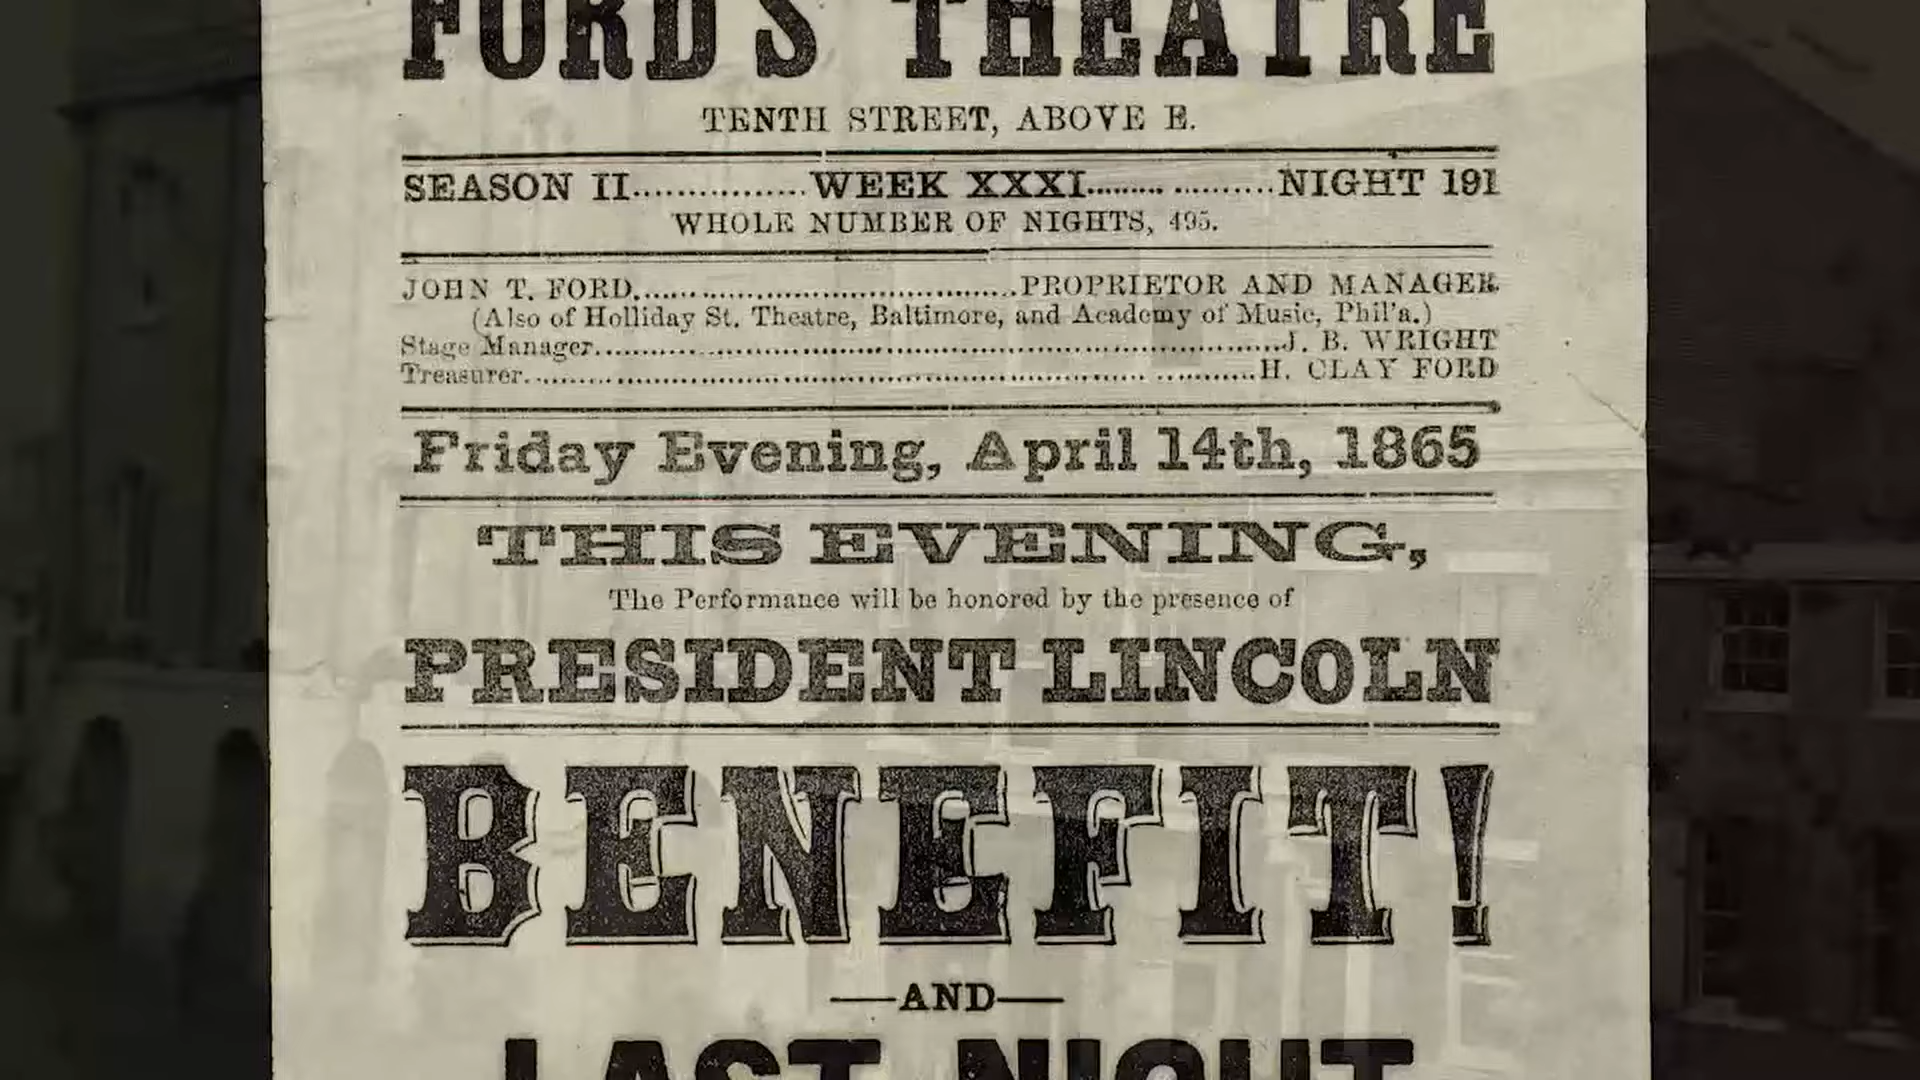 FORD'S THEATRE
TENTH STREET, ABOVE E.
SEASON II................WEEK XXXI...................NIGHT 191
WHOLE NUMBER OF NIGHTS, 495.
JOHN T. FORD........................................PROPRIETOR AND MANAGER.
(Also of Holliday St. Theatre, Baltimore, and Academy of Music, Phil'a.)
Stage Manager......................................................................J. B. WRIGHT
Treasurer..........................................................................H. CLAY FORD
Friday Evening, April 14th, 1865
THIS EVENING,
The Performance will be honored by the presence of
PRESIDENT LINCOLN
BENEFIT!
—AND—
LAST NIGHT